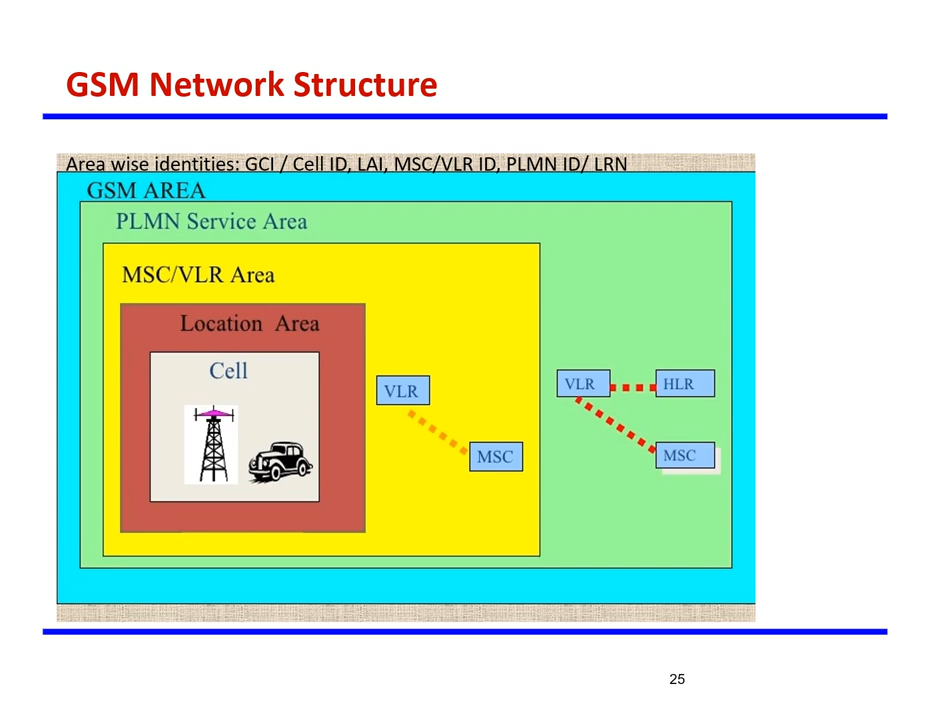 GSM Network Structure
Area wise identities: GCI / Cell ID, LAI, MSC/VLR ID, PLMN ID/ LRN
GSM AREA
PLMN Service Area
MSC/VLR Area
Location Area
Cell
VLR
MSC
VLR
HLR
MSC
25